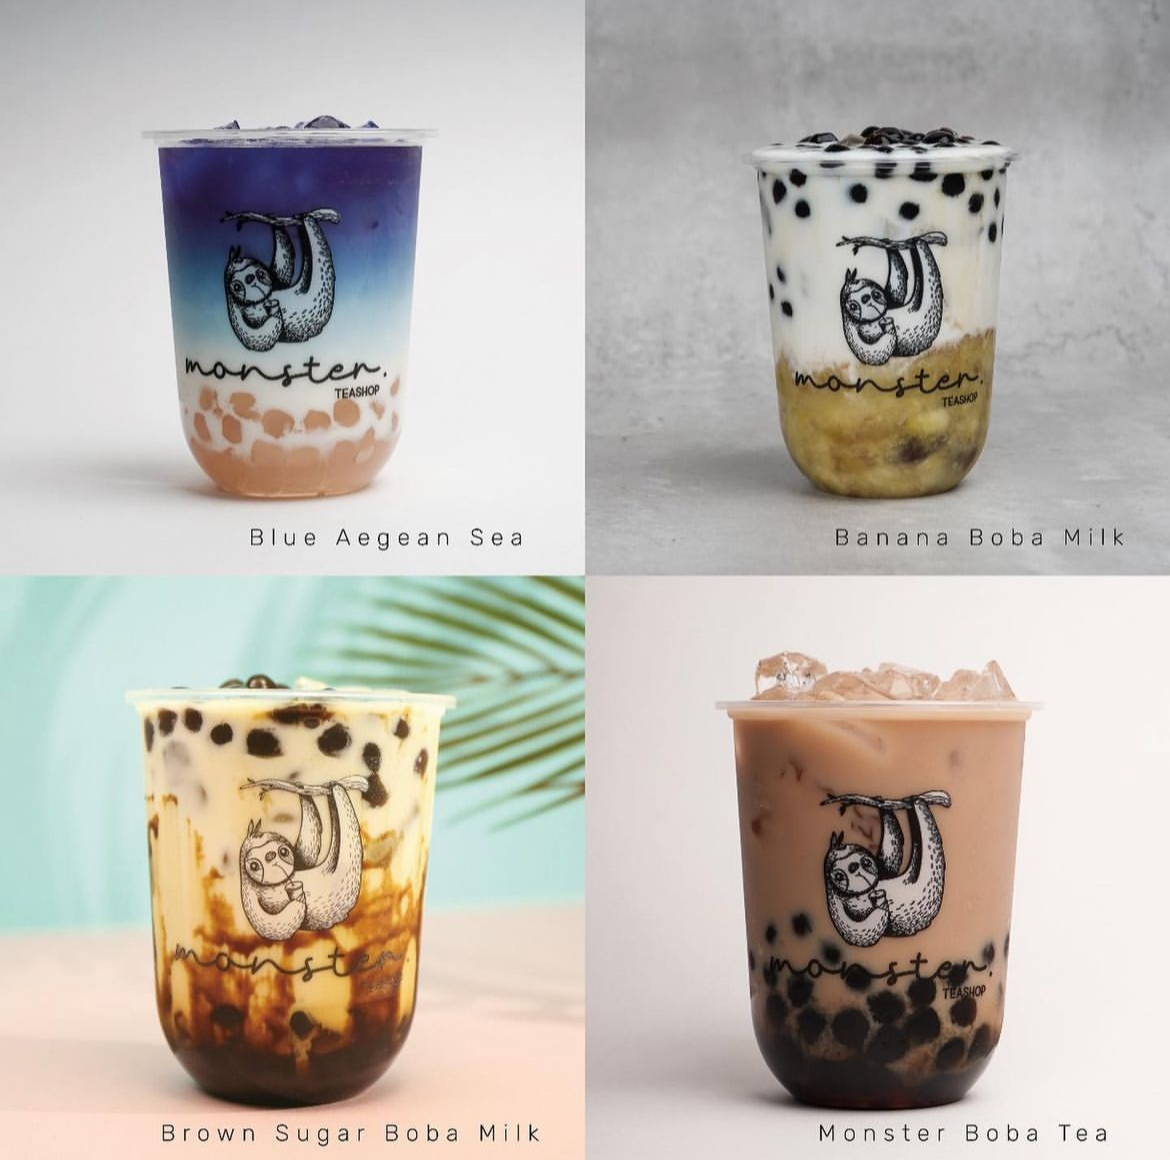 monster.
TEASHOP
Blue Aegean Sea
monster.
TEASHOP
Banana Boba Milk
monster.
Brown Sugar Boba Milk
monster.
TEASHOP
Monster Boba Tea